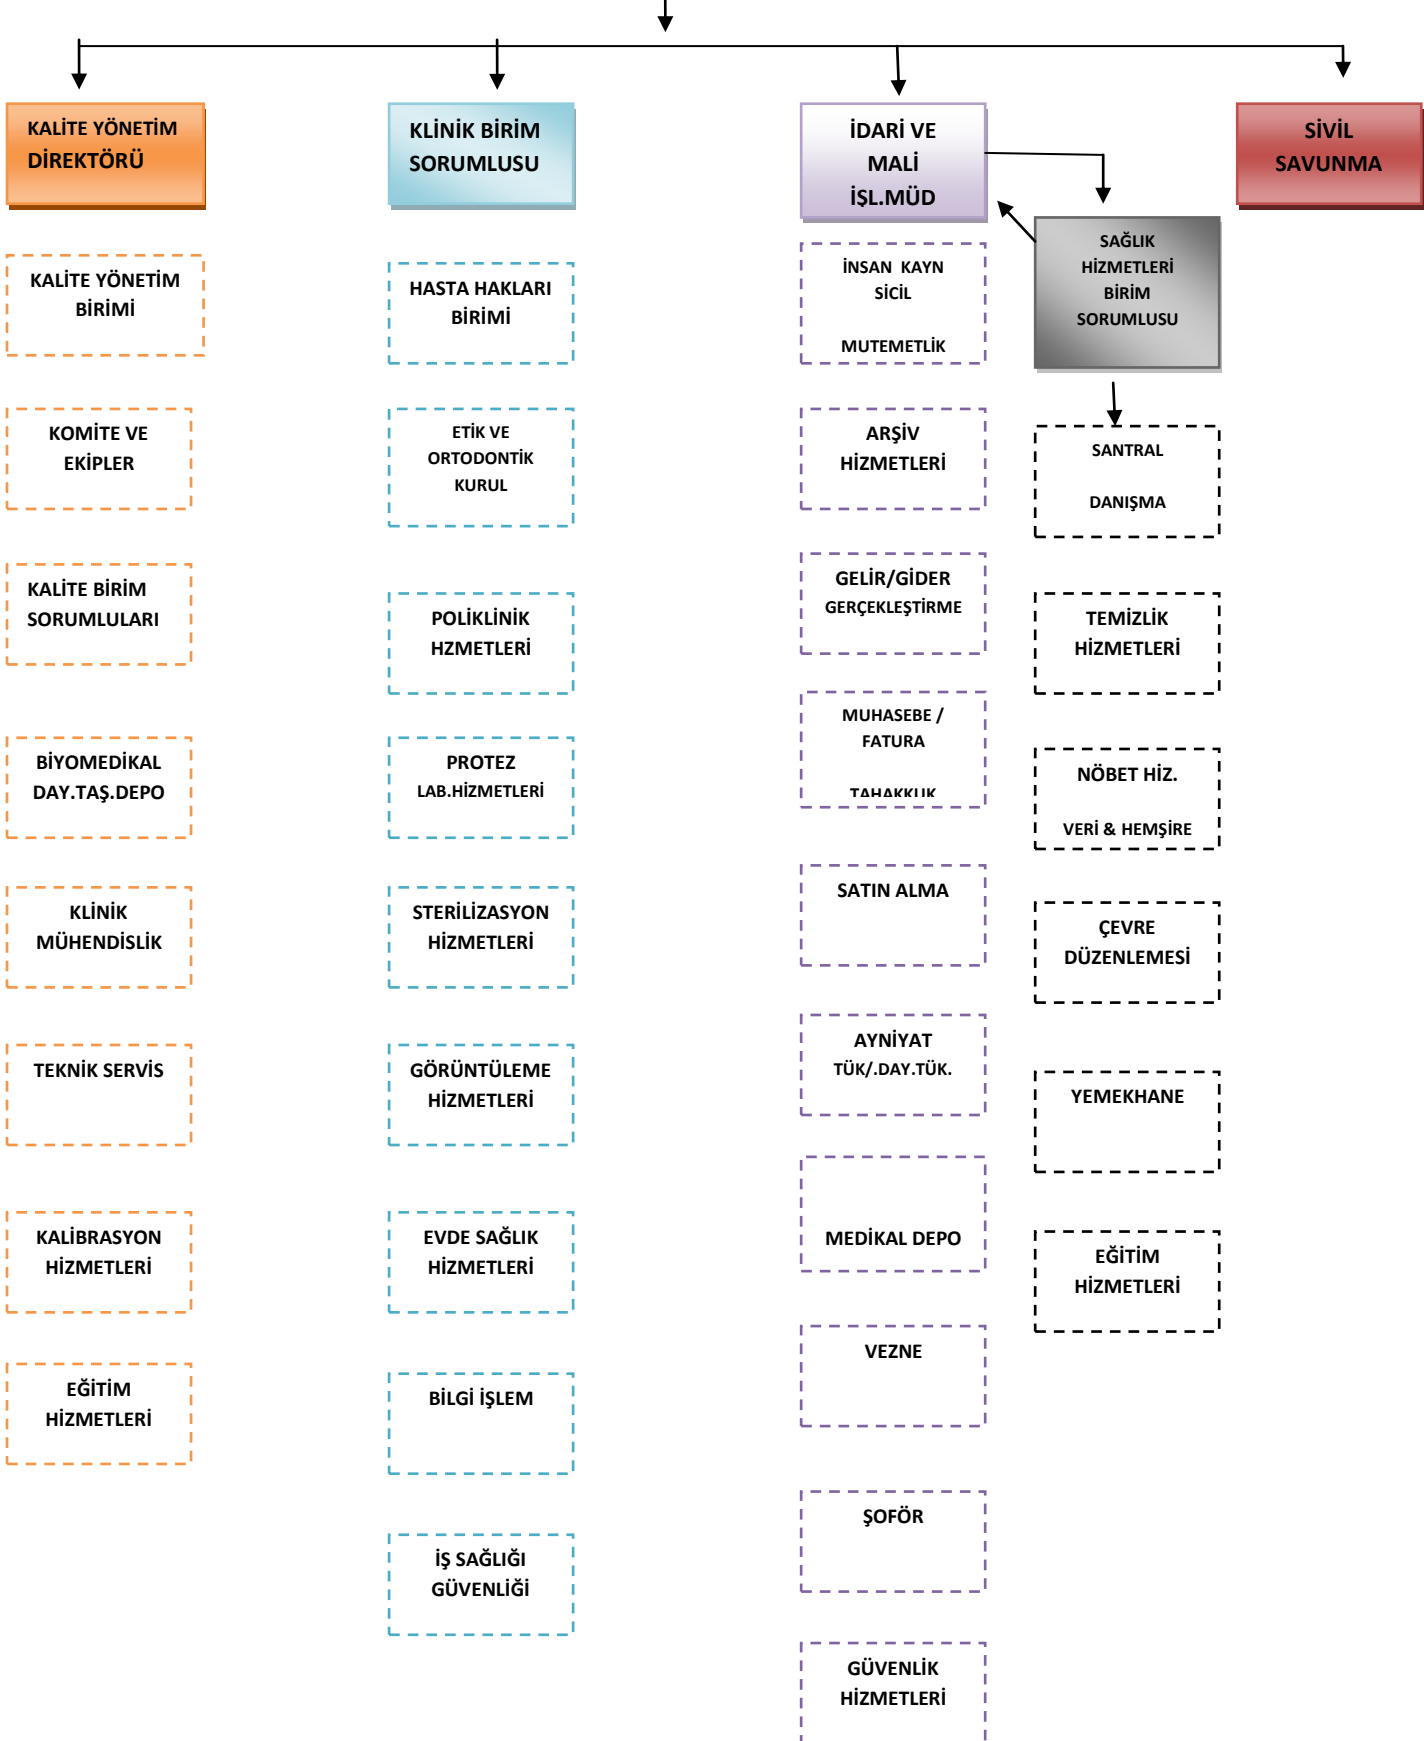 KALİTE YÖNETİM
DİREKTÖRÜ
KLİNİK BİRİM
SORUMLUSU
İDARİ VE
MALİ
İŞL.MÜD
SİVİL
SAVUNMA
SAĞLIK
HİZMETLERİ
BİRİM
SORUMLUSU
KALİTE YÖNETİM
BİRİMİ
KOMİTE VE
EKİPLER
KALİTE BİRİM
SORUMLULARI
BİYOMEDİKAL
DAY.TAŞ.DEPO
KLİNİK
MÜHENDİSLİK
TEKNİK SERVİS
KALİBRASYON
HİZMETLERİ
EĞİTİM
HİZMETLERİ
HASTA HAKLARI
BİRİMİ
ETİK VE
ORTODONTİK
KURUL
POLİKLİNİK
HZMETLERİ
PROTEZ
LAB.HİZMETLERİ
STERİLİZASYON
HİZMETLERİ
GÖRÜNTÜLEME
HİZMETLERİ
EVDE SAĞLIK
HİZMETLERİ
BİLGİ İŞLEM
İŞ SAĞLIĞI
GÜVENLİĞİ
İNSAN KAYN
SİCİL
MUTEMETLİK
ARŞİV
HİZMETLERİ
GELİR/GİDER
GERÇEKLEŞTİRME
MUHASEBE /
FATURA
TAHAKKUK
SATIN ALMA
AYNİYAT
TÜK/.DAY.TÜK.
MEDİKAL DEPO
VEZNE
ŞOFÖR
GÜVENLİK
HİZMETLERİ
SANTRAL
DANIŞMA
TEMİZLİK
HİZMETLERİ
NÖBET HİZ.
VERİ & HEMŞİRE
ÇEVRE
DÜZENLEMESİ
YEMEKHANE
EĞİTİM
HİZMETLERİ